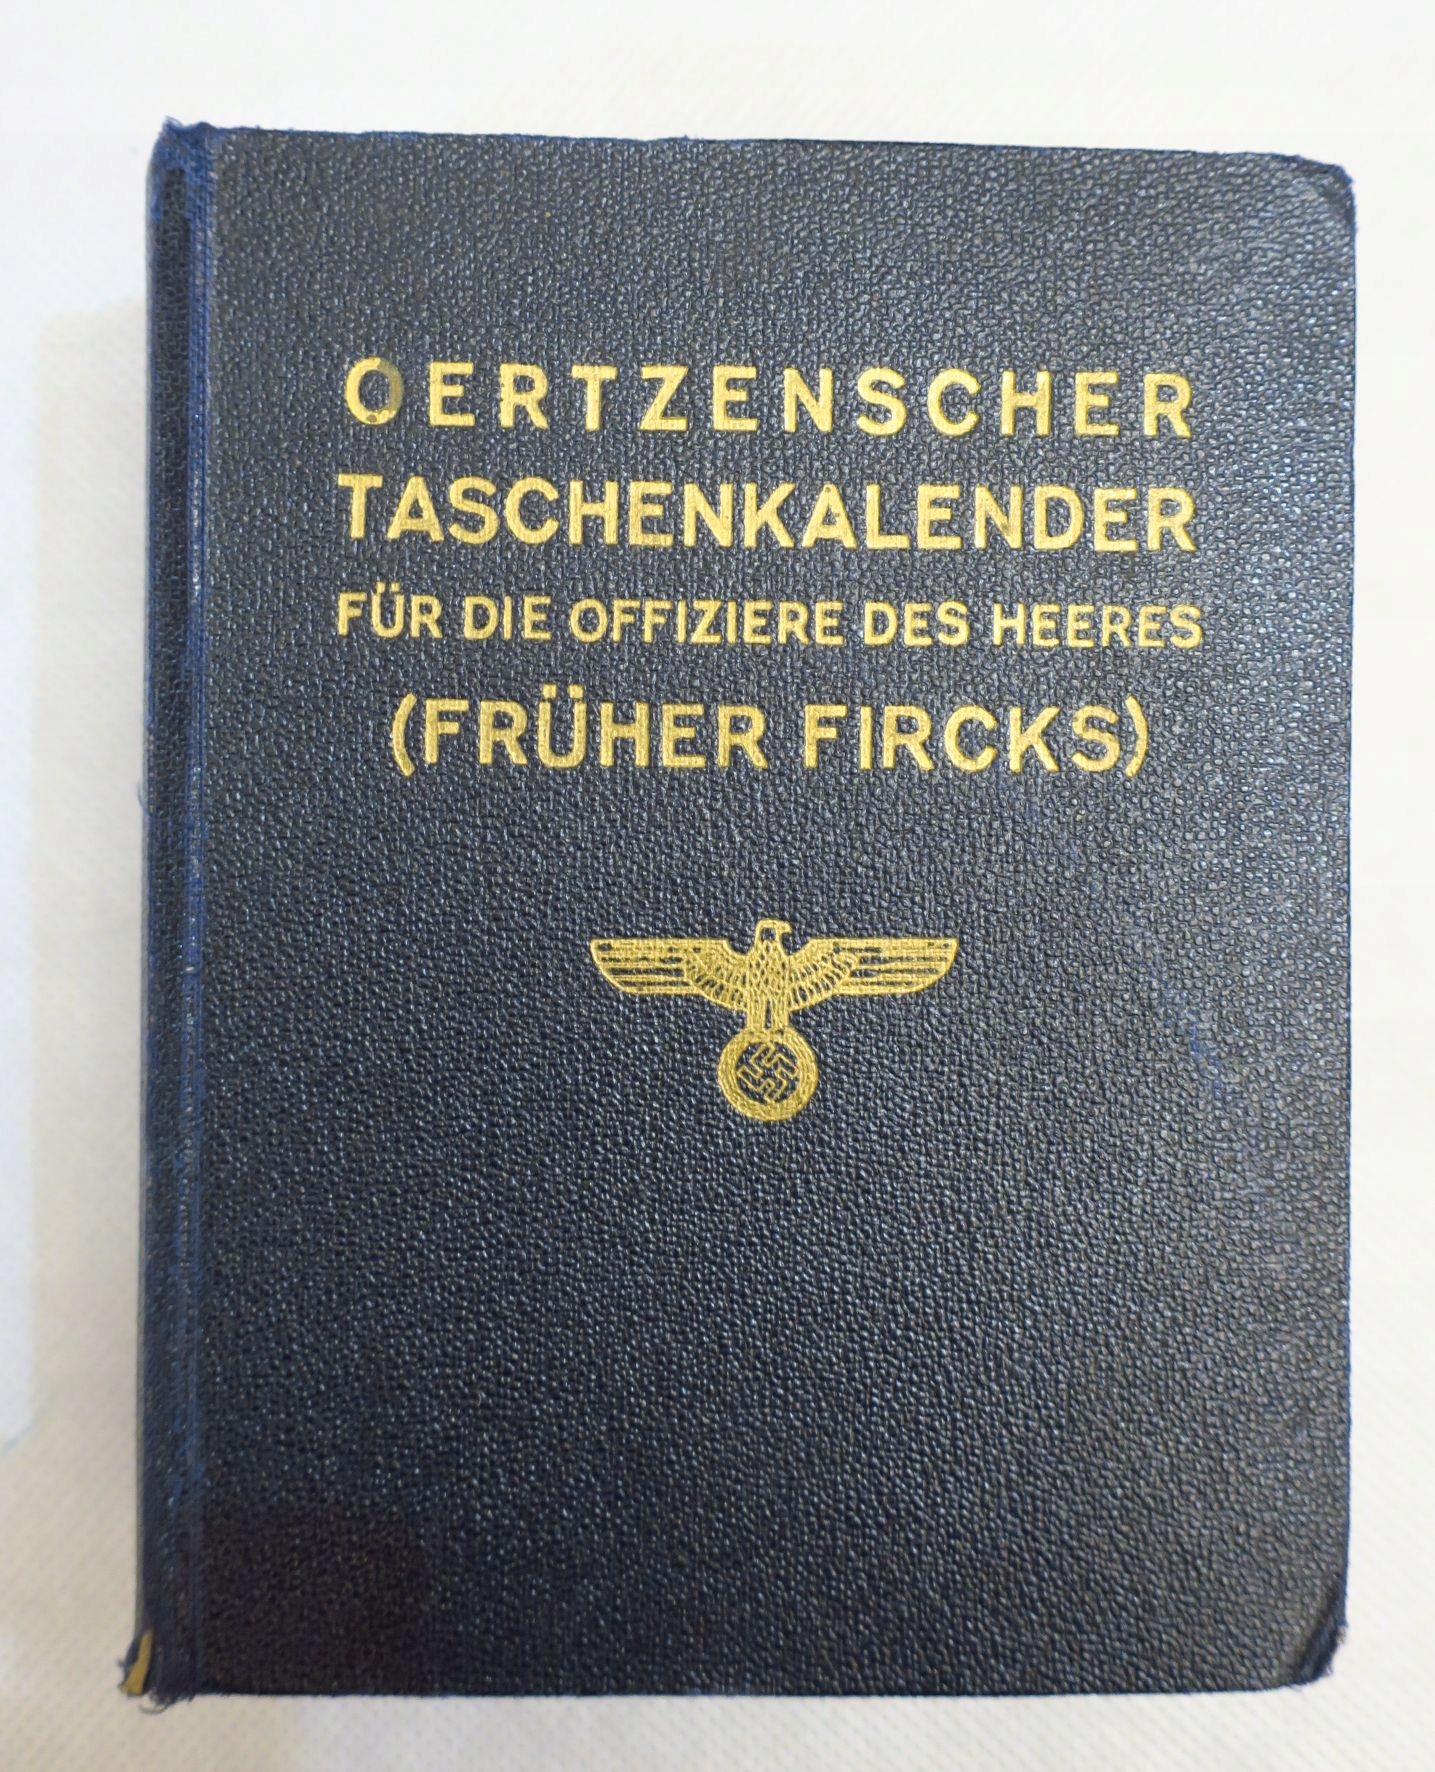 OERTZENSCHER
TASCHENKALENDER
FÜR DIE OFFIZIERE DES HEERES
(FRÜHER FIRCKS)